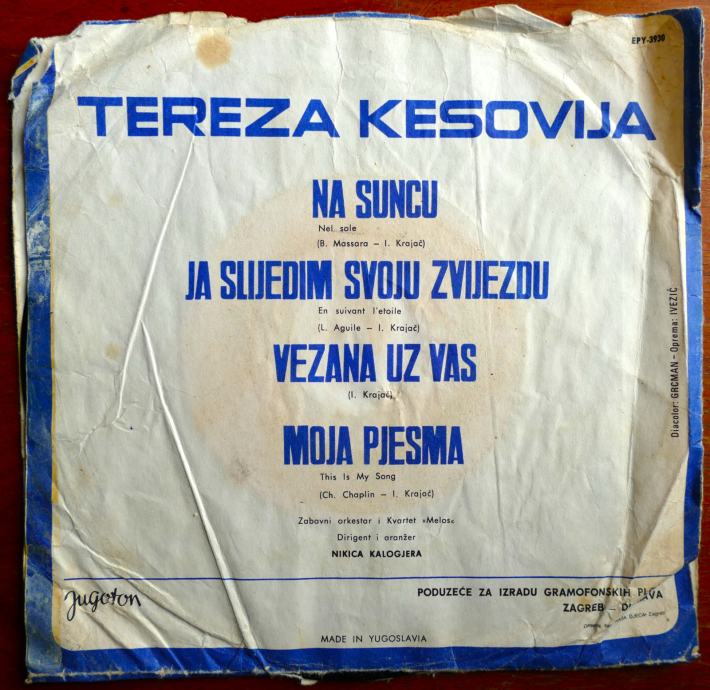 EPY-3930
TEREZA KESOVIJA
NA SUNCU
Nel sole
(B. Massara – I. Krajač)
JA SLIJEDIM SVOJU ZVIJEZDU
En suivant l'etoile
(L. Aguile – I. Krajač)
VEZANA UZ VAS
(I. Krajač)
MOJA PJESMA
This Is My Song
(Ch. Chaplin – I. Krajač)
Zabavni orkestar i Kvartet »Melos«
Dirigent i aranžer
NIKICA KALOGJERA
Diacolor: GRČMAN – Oprema: IVEZIĆ
Jugoton
PODUZEĆE ZA IZRADU GRAMOFONSKIH
ZAGREB –
MADE IN YUGOSLAVIA